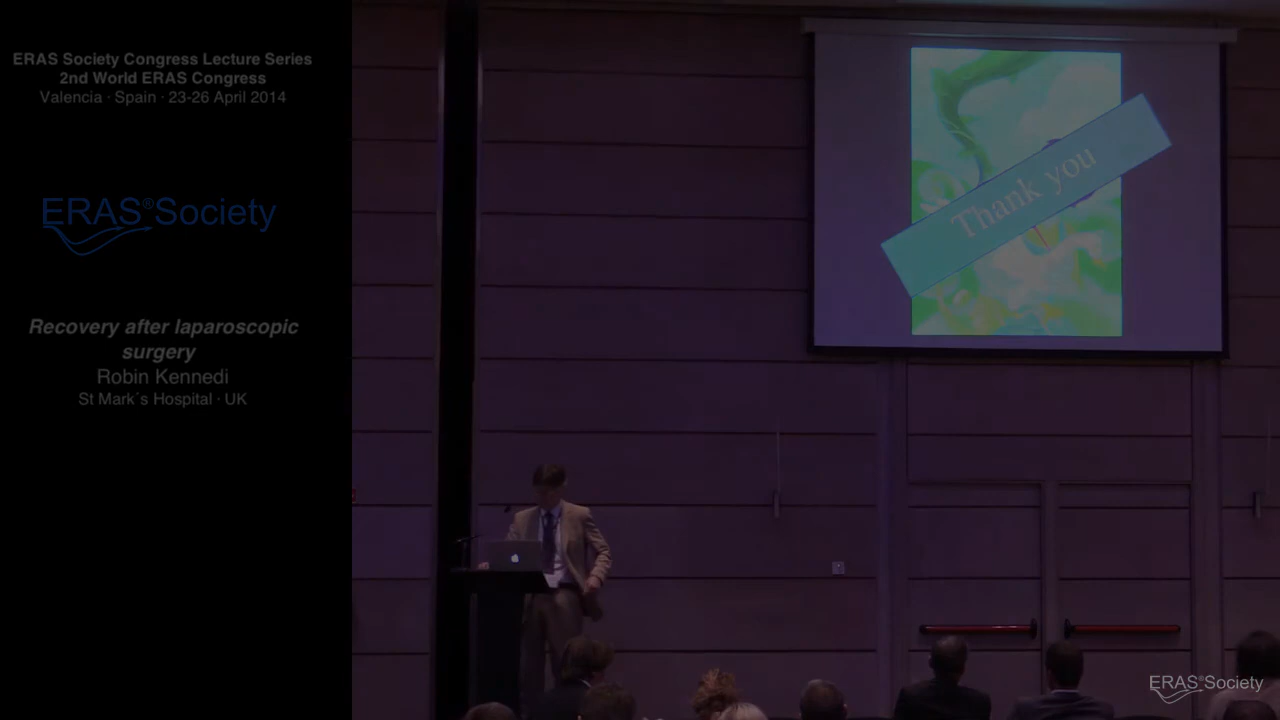 ERAS Society Congress Lecture Series
2nd World ERAS Congress
Valencia · Spain · 23-26 April 2014
ERAS®Society
Recovery after laparoscopic
surgery
Robin Kennedi
St Mark´s Hospital · UK
Thank you
ERAS®Society